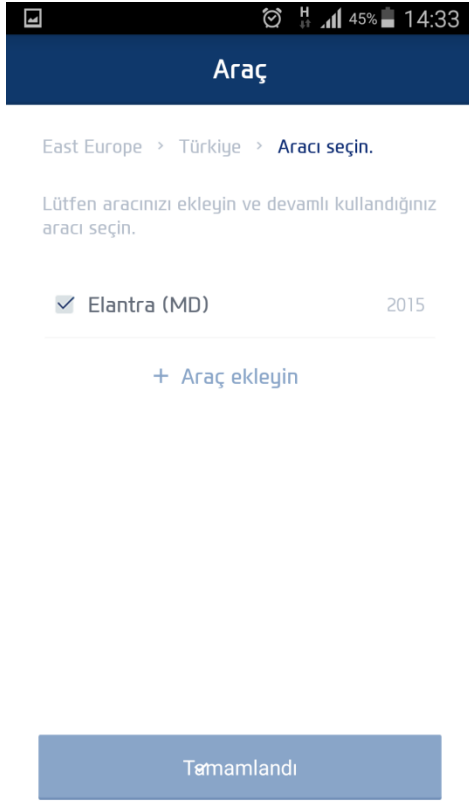 H 45% 14:33
Araç
East Europe > Türkiye > Aracı seçin.
Lütfen aracınızı ekleyin ve devamlı kullandığınız
aracı seçin.
Elantra (MD) 2015
+ Araç ekleyin
Tamamlandı